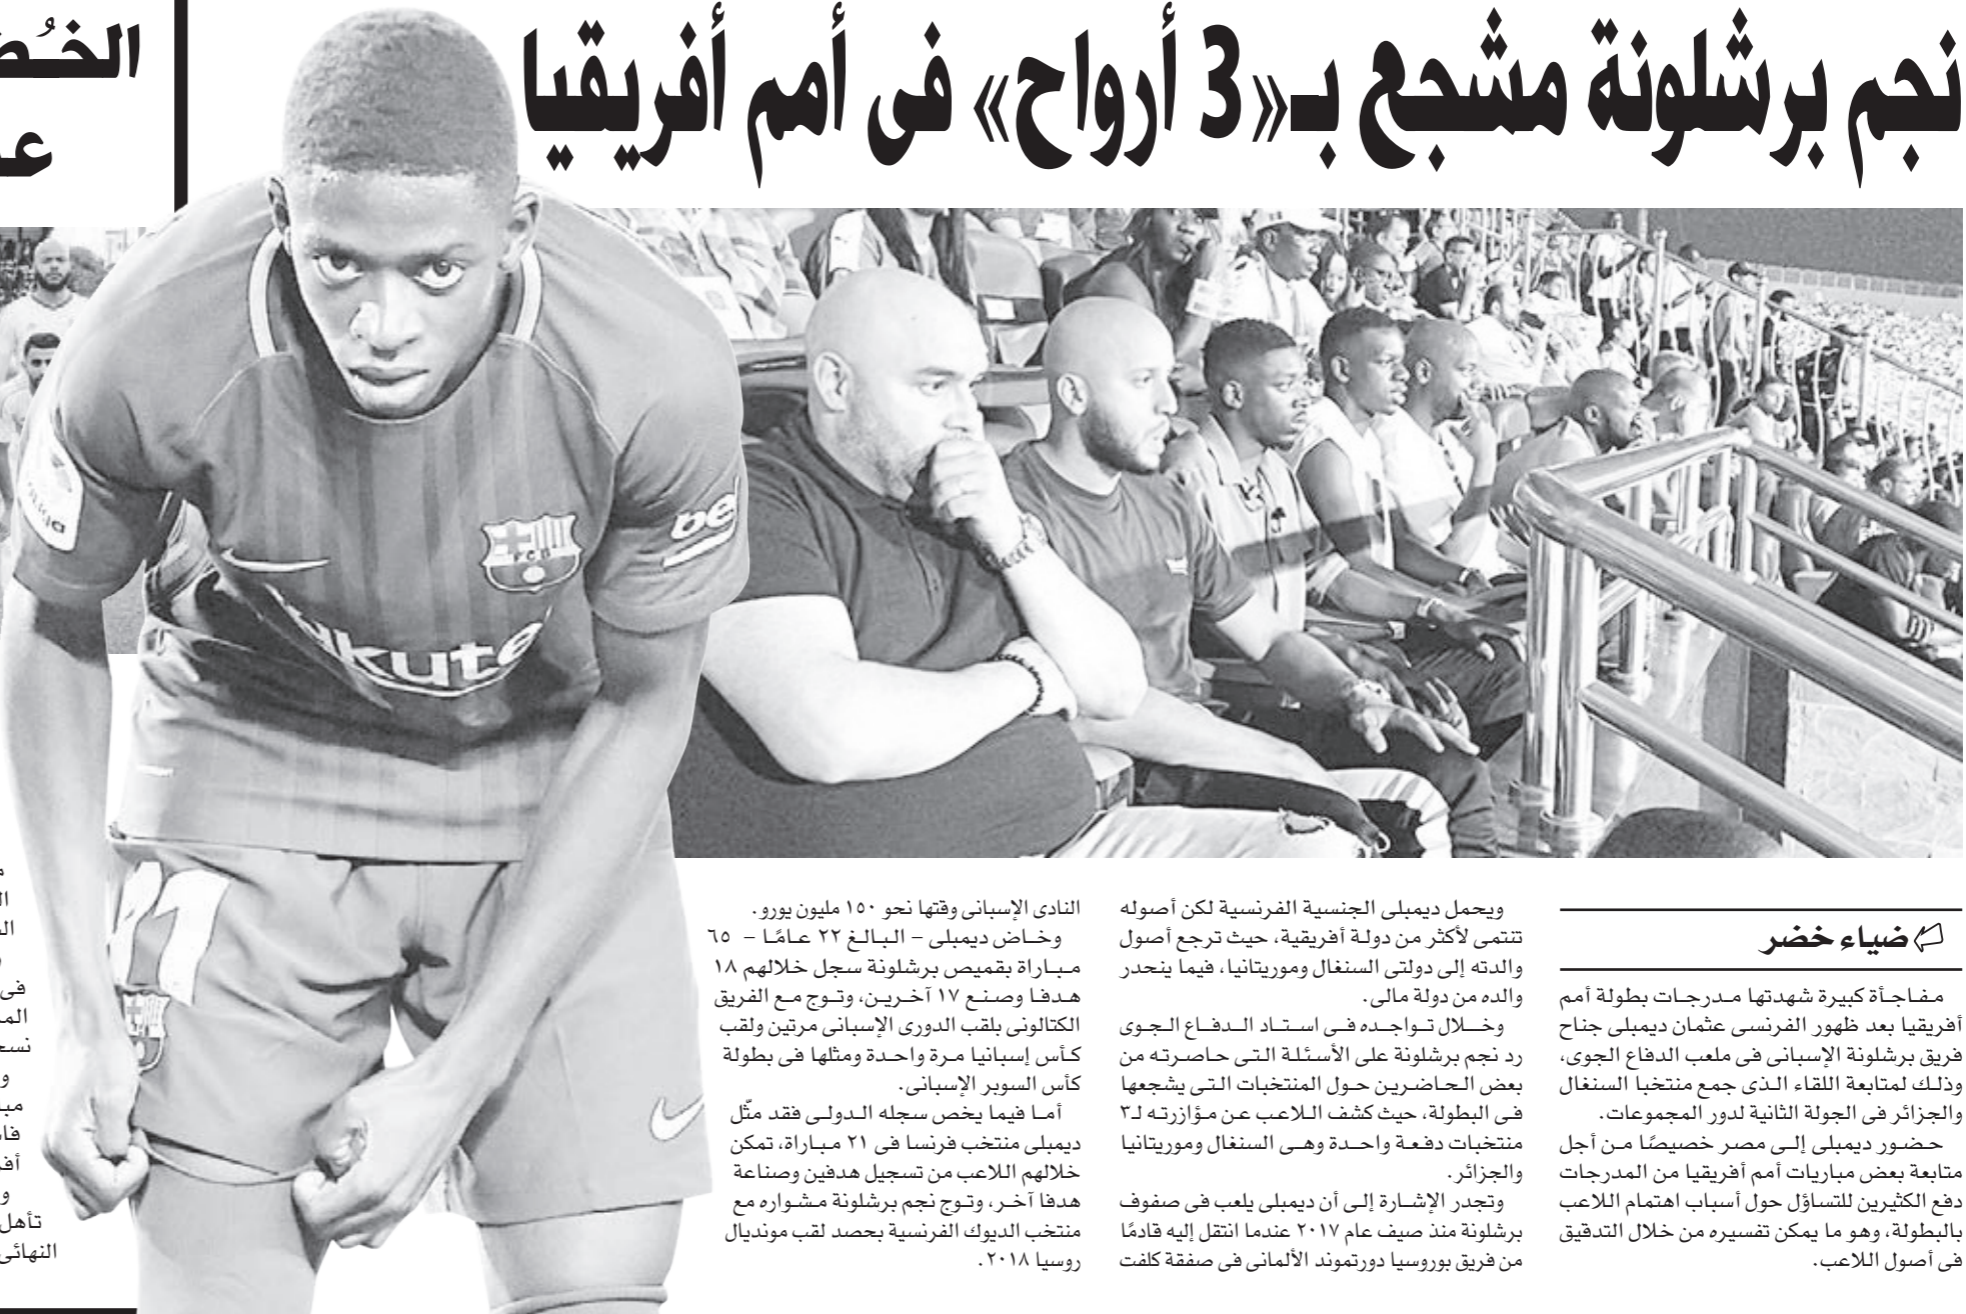 نجم برشلونة مشجع بـ«3 أرواح» فى أمم أفريقيا
ضياء خضر
مفاجأة كبيرة شهدتها مدرجات بطولة أمم
أفريقيا بعد ظهور الفرنسى عثمان ديمبلى جناح
فريق برشلونة الإسبانى فى ملعب الدفاع الجوى،
وذلك لمتابعة اللقاء الذى جمع منتخبا السنغال
والجزائر فى الجولة الثانية لدور المجموعات.
حضور ديمبلى إلى مصر خصيصًا من أجل
متابعة بعض مباريات أمم أفريقيا من المدرجات
دفع الكثيرين للتساؤل حول أسباب اهتمام اللاعب
بالبطولة، وهو ما يمكن تفسيره من خلال التدقيق
فى أصول اللاعب.
ويحمل ديمبلى الجنسية الفرنسية لكن أصوله
تنتمى لأكثر من دولة أفريقية، حيث ترجع أصول
والدته إلى دولتى السنغال وموريتانيا، فيما ينحدر
والده من دولة مالى.
وخلال تواجده فى استاد الدفاع الجوى
رد نجم برشلونة على الأسئلة التى حاصرته من
بعض الحاضرين حول المنتخبات التى يشجعها
فى البطولة، حيث كشف اللاعب عن مؤازرته لـ٣
منتخبات دفعة واحدة وهى السنغال وموريتانيا
والجزائر.
وتجدر الإشارة إلى أن ديمبلى يلعب فى صفوف
برشلونة منذ صيف عام ٢٠١٧ عندما انتقل إليه قادمًا
من فريق بوروسيا دورتموند الألمانى فى صفقة كلفت
النادى الإسبانى وقتها نحو ١٥٠ مليون يورو.
وخاض ديمبلى – البالغ ٢٢ عامًا – ٦٥
مباراة بقميص برشلونة سجل خلالهم ١٨
هدفا وصنع ١٧ آخرين، وتوج مع الفريق
الكتالونى بلقب الدورى الإسبانى مرتين ولقب
كأس إسبانيا مرة واحدة ومثلها فى بطولة
كأس السوبر الإسبانى.
أما فيما يخص سجله الدولى فقد مثّل
ديمبلى منتخب فرنسا فى ٢١ مباراة، تمكن
خلالهم اللاعب من تسجيل هدفين وصناعة
هدفا آخر، وتوج نجم برشلونة مشواره مع
منتخب الديوك الفرنسية بحصد لقب مونديال
روسيا ٢٠١٨.
FCB
be
11
فى
تأهل
النهائى